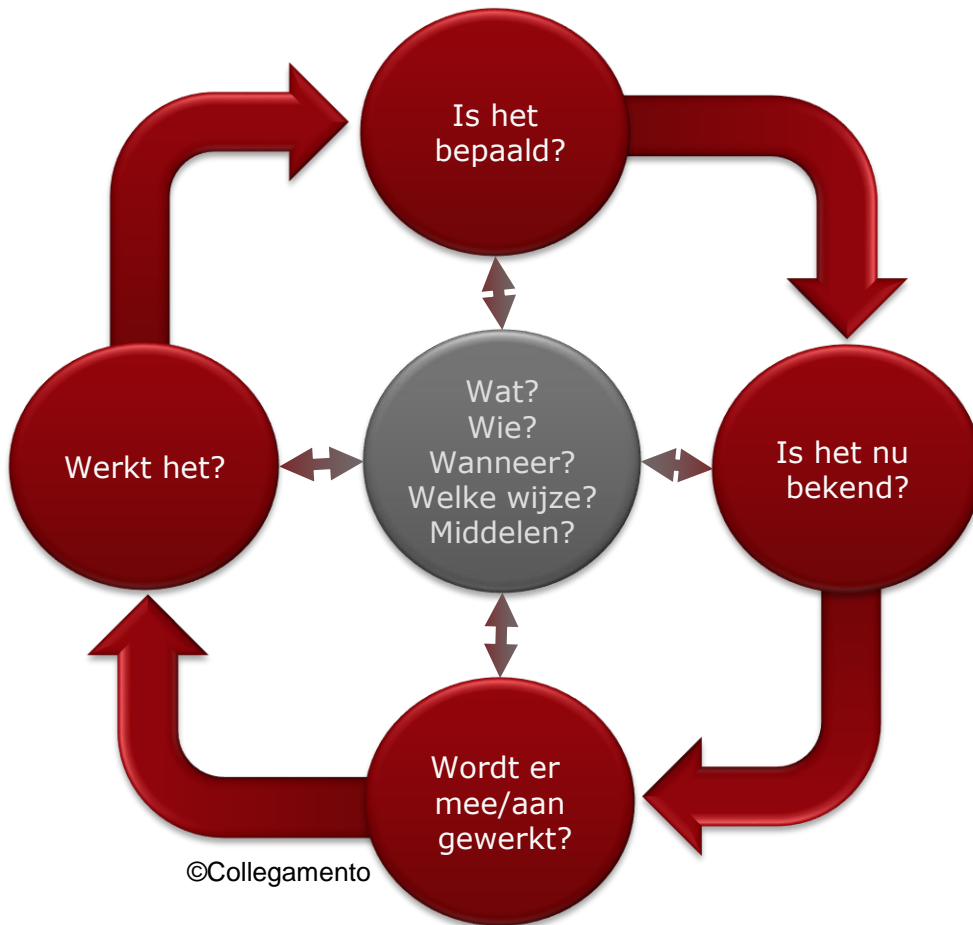 Is het
bepaald?
Wat?
Wie?
Wanneer?
Welke wijze?
Middelen?
Werkt het?
Is het nu
bekend?
Wordt er
mee/aan
gewerkt?
©Collegamento